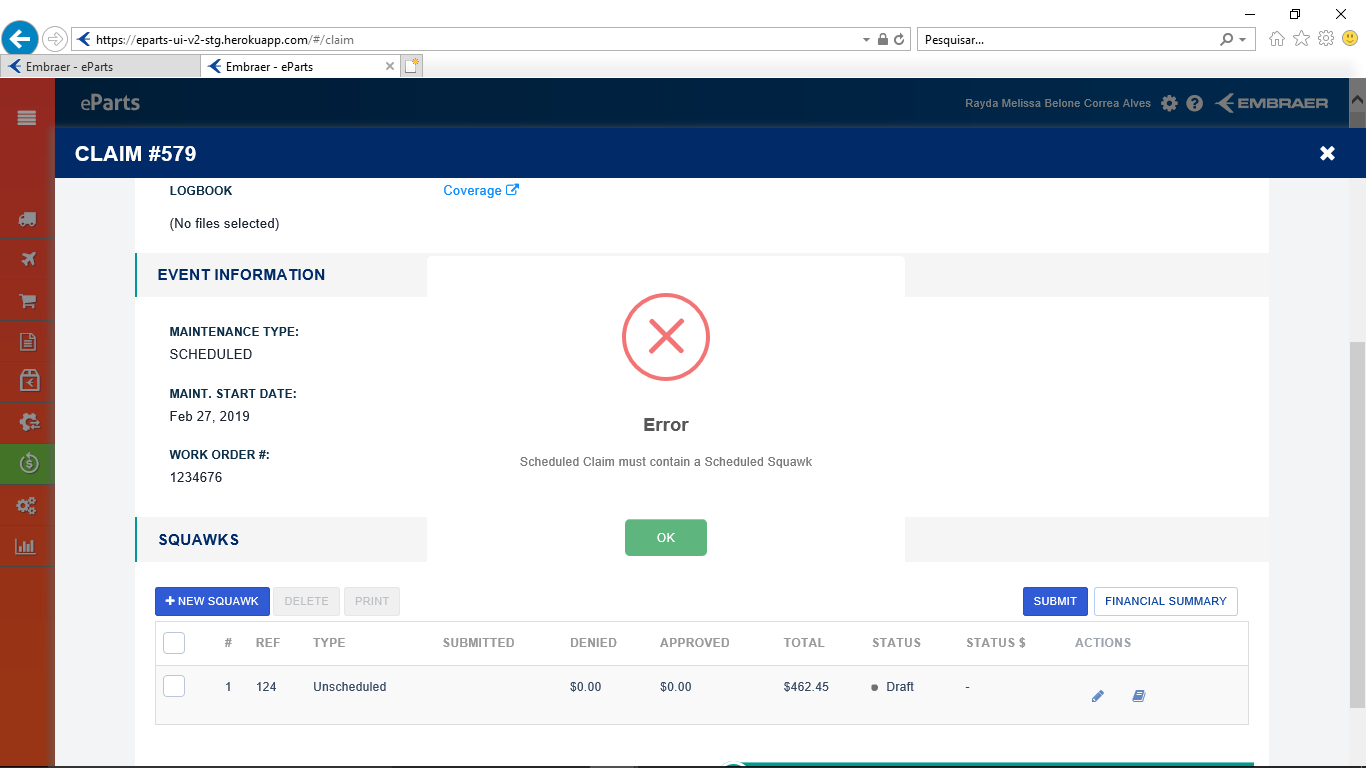 https://eparts-ui-v2-stg.herokuapp.com/#/claim
Pesquisar...
Embraer - eParts
Embraer - eParts
eParts
Rayda Melissa Belone Correa Alves
EMBRAER
CLAIM #579
LOGBOOK
Coverage
(No files selected)
EVENT INFORMATION
MAINTENANCE TYPE:
SCHEDULED
MAINT. START DATE:
Feb 27, 2019
WORK ORDER #:
1234676
Error
Scheduled Claim must contain a Scheduled Squawk
OK
SQUAWKS
+ NEW SQUAWK DELETE PRINT SUBMIT FINANCIAL SUMMARY
# REF TYPE SUBMITTED DENIED APPROVED TOTAL STATUS STATUS $ ACTIONS
1 124 Unscheduled $0.00 $0.00 $462.45 Draft -